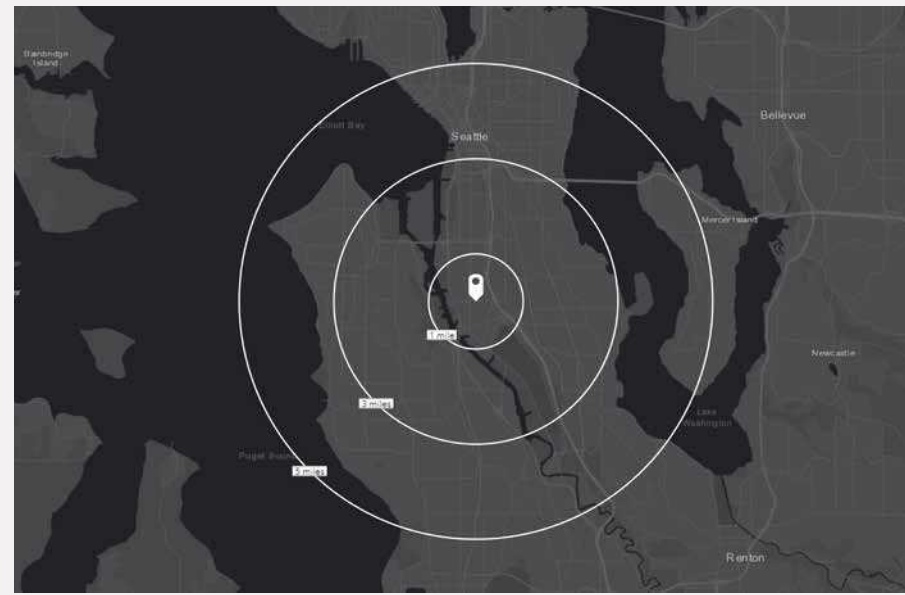 Bainbridge
Island
Elliott Bay
Seattle
Bellevue
Mercer Island
1 mile
Newcastle
3 miles
Lake
Washington
Puget Sound
5 miles
Renton